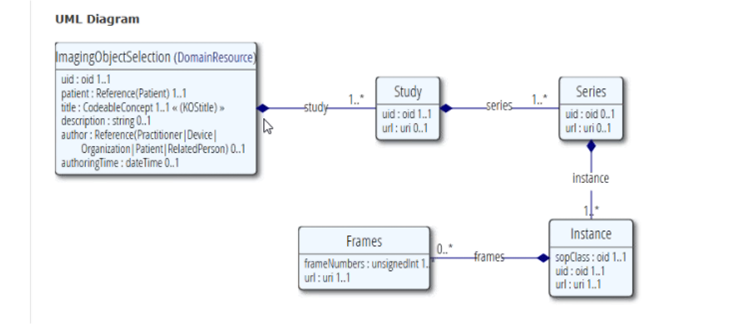 UML Diagram
ImagingObjectSelection (DomainResource)
uid : oid 1..1
patient : Reference(Patient) 1..1
title : CodeableConcept 1..1 « (KOStitle) »
description : string 0..1
author : Reference(Practitioner|Device|
Organization|Patient|RelatedPerson) 0..1
authoringTime : dateTime 0..1
study
1..*
Study
uid : oid 1..1
url : uri 0..1
series
1..*
Series
uid : oid 0..1
url : uri 0..1
instance
1..*
Instance
sopClass : oid 1..1
uid : oid 1..1
url : uri 1..1
frames
0..*
Frames
frameNumbers : unsignedInt 1..
url : uri 1..1